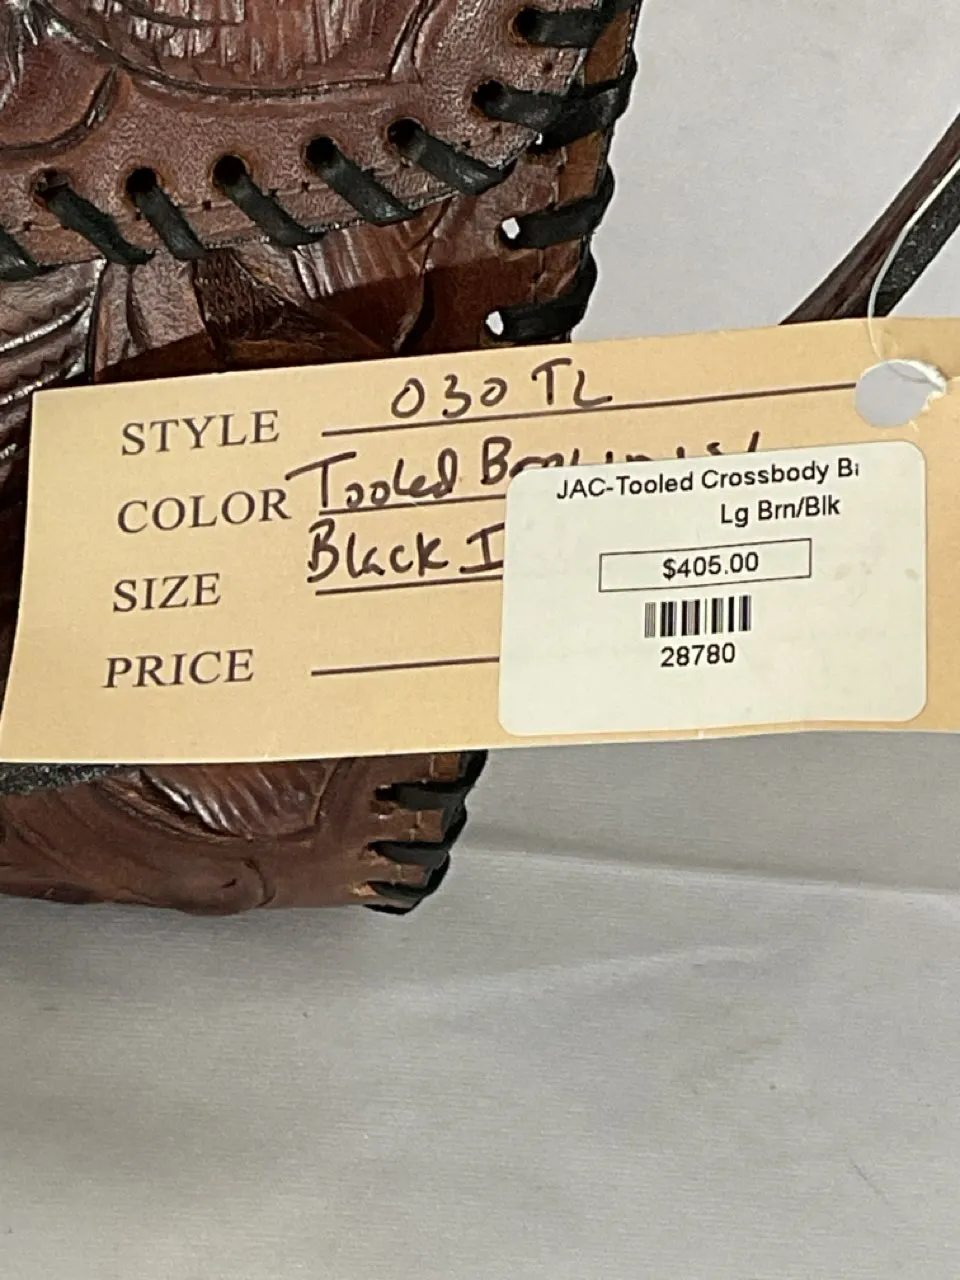 STYLE 030 TL
COLOR Tooled
SIZE Black
PRICE
JAC-Tooled Crossbody
Lg Brn/Blk
$405.00
28780